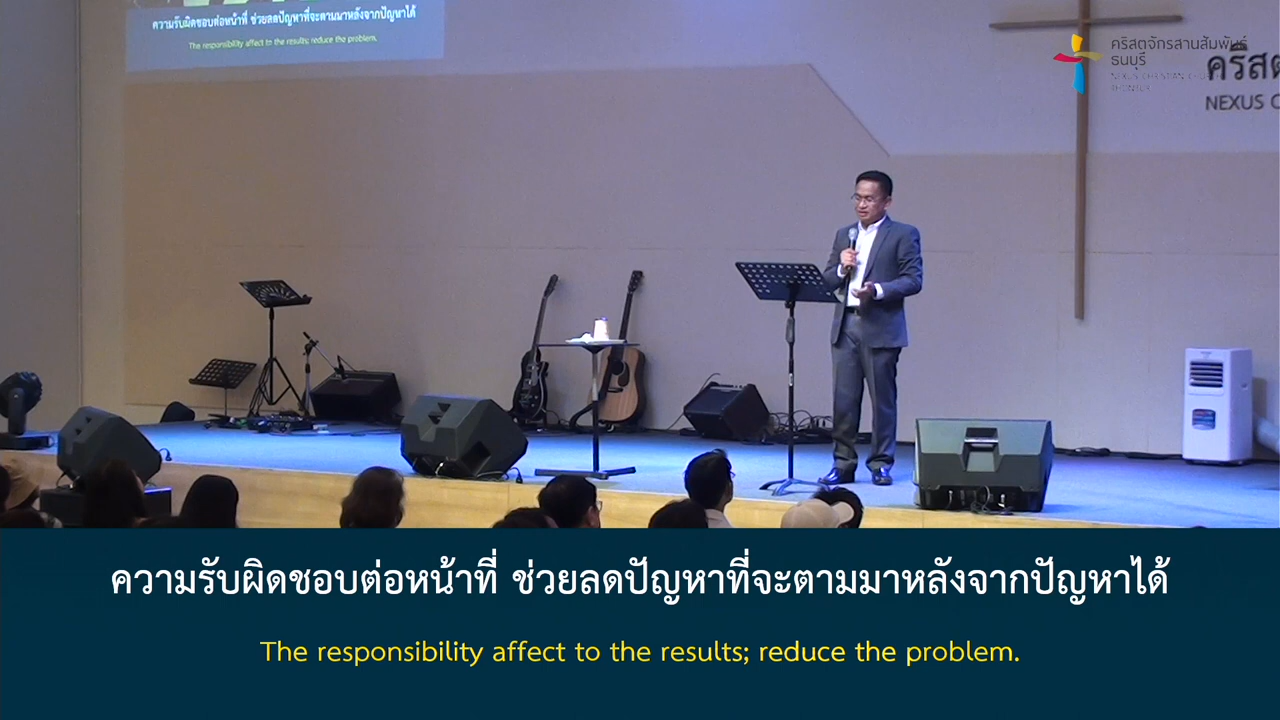 ความรับผิดชอบต่อหน้าที่ ช่วยลดปัญหาที่จะตามมาหลังจากปัญหาได้
The responsibility affect to the results; reduce the problem.
คริสตจักรสานสัมพันธ์
ธนบุรี
NEXUS CHRISTIAN
NEXUS
ความรับผิดชอบต่อหน้าที่ ช่วยลดปัญหาที่จะตามมาหลังจากปัญหาได้
The responsibility affect to the results; reduce the problem.